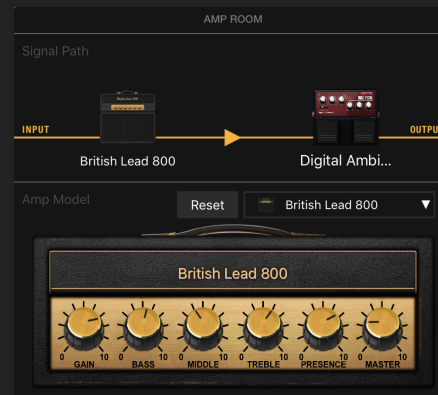 AMP ROOM
Signal Path
INPUT
OUTPU
British Lead 800
Digital Ambi...
Amp Model
Reset
British Lead 800
British Lead 800
0 10 0 10 0 10 0 10 0 10 0 10
GAIN BASS MIDDLE TREBLE PRESENCE MASTER